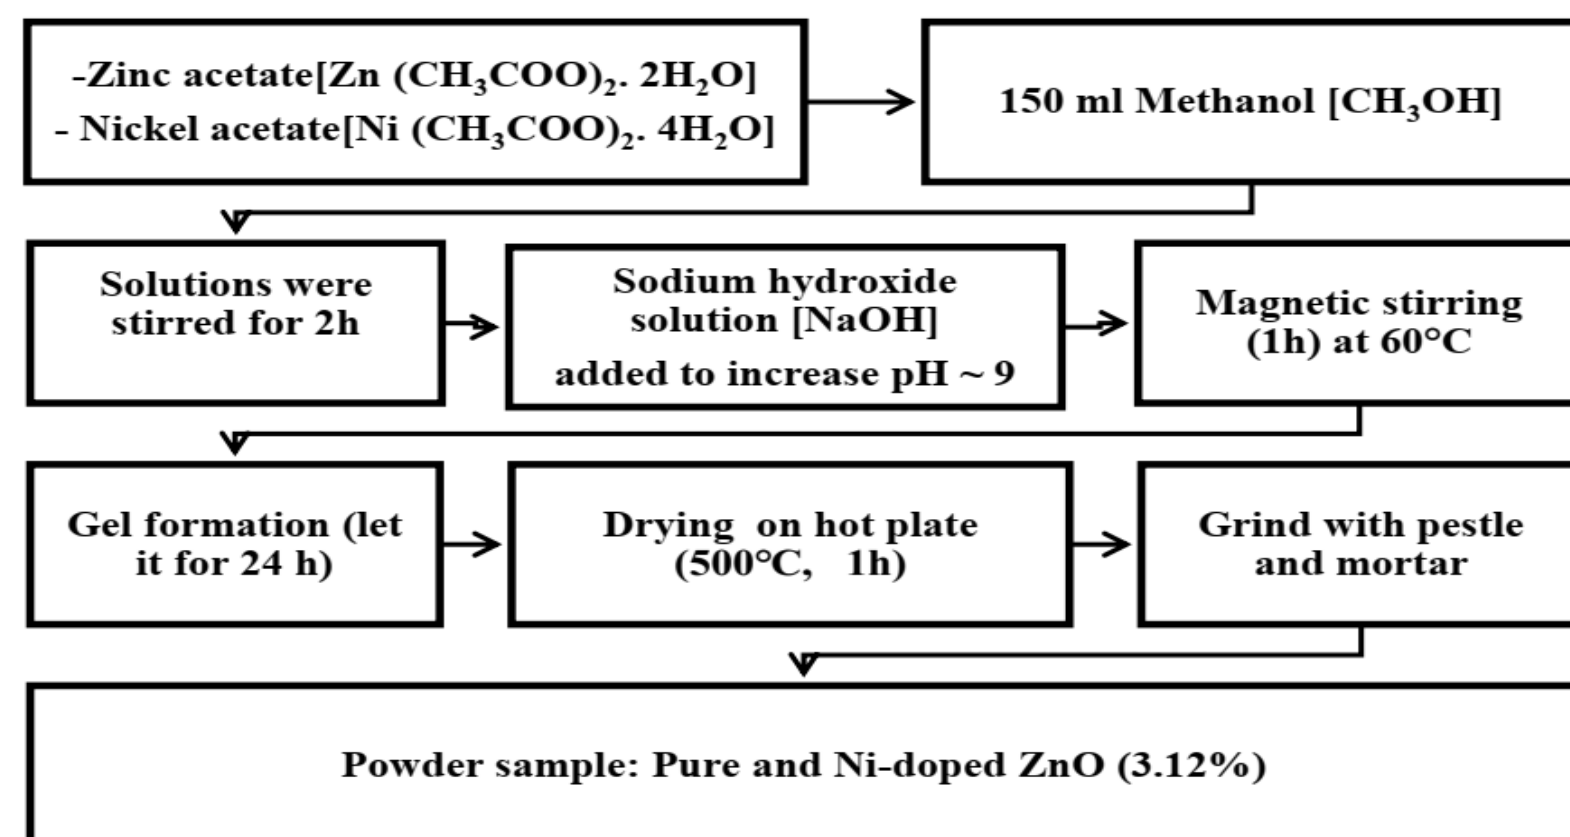 -Zinc acetate[Zn (CH₃COO)₂. 2H₂O]
- Nickel acetate[Ni (CH₃COO)₂. 4H₂O]
150 ml Methanol [CH₃OH]
Solutions were
stirred for 2h
Sodium hydroxide
solution [NaOH]
added to increase pH ~ 9
Magnetic stirring
(1h) at 60°C
Gel formation (let
it for 24 h)
Drying on hot plate
(500℃, 1h)
Grind with pestle
and mortar
Powder sample: Pure and Ni-doped ZnO (3.12%)